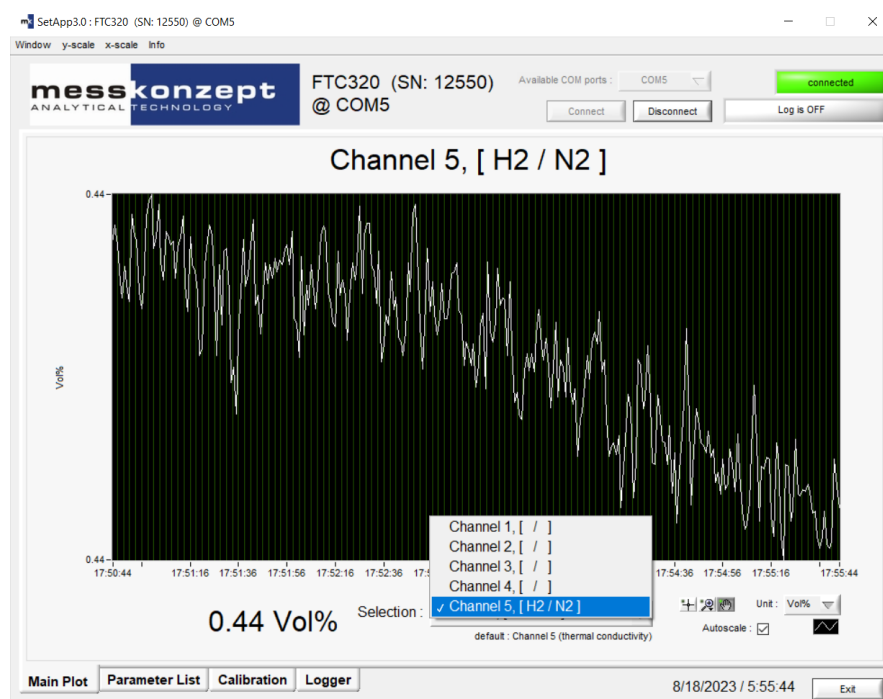 SetApp3.0 : FTC320 (SN: 12550) @ COM5
Window y-scale x-scale Info
messkonzept
ANALYTICAL TECHNOLOGY
FTC320 (SN: 12550)
@ COM5
Available COM ports : COM5
Connect Disconnect
connected
Log is OFF
Channel 5, [ H2 / N2 ]
0.44
Vol%
0.44
17:50:44 17:51:16 17:51:36 17:51:56 17:52:16 17:52:36 17:54:36 17:54:56 17:55:16 17:55:44
Channel 1, [ / ]
Channel 2, [ / ]
Channel 3, [ / ]
Channel 4, [ / ]
✓ Channel 5, [ H2 / N2 ]
0.44 Vol%
Selection :
default : Channel 5 (thermal conductivity)
Unit : Vol%
Autoscale :
Main Plot Parameter List Calibration Logger
8/18/2023 / 5:55:44
Exit